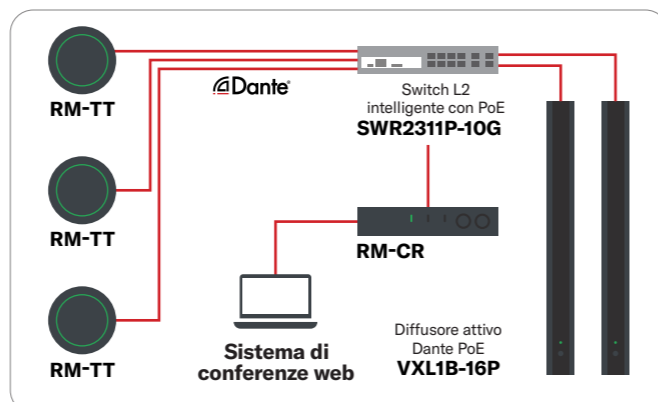 RM-TT
Dante®
Switch L2
intelligente con PoE
SWR2311P-10G
RM-TT
RM-CR
RM-TT
Sistema di
conferenze web
Diffusore attivo
Dante PoE
VXL1B-16P